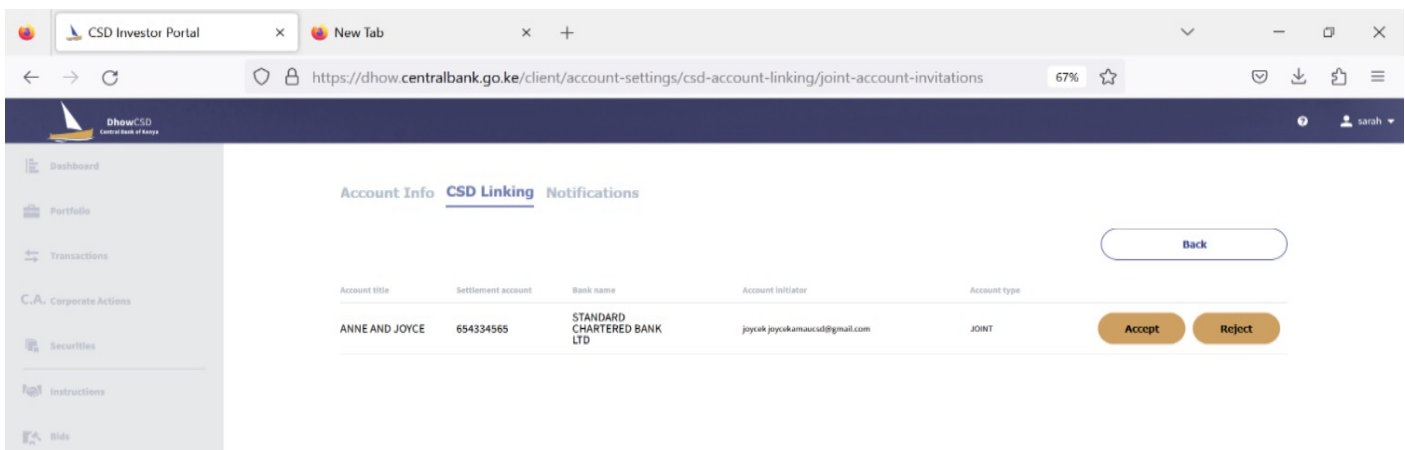 CSD Investor Portal
New Tab
https://dhow.centralbank.go.ke/client/account-settings/csd-account-linking/joint-account-invitations
67%
DhowCSD
Central Bank of Kenya
sarah
Dashboard
Account Info CSD Linking Notifications
Portfolio
Back
Transactions
Account title Settlement account Bank name Account initiator Account type
C.A. Corporate Actions
ANNE AND JOYCE 654334565 STANDARD CHARTERED BANK LTD joycek joycekamaucsd@gmail.com JOINT Accept Reject
Securities
Instructions
Bids